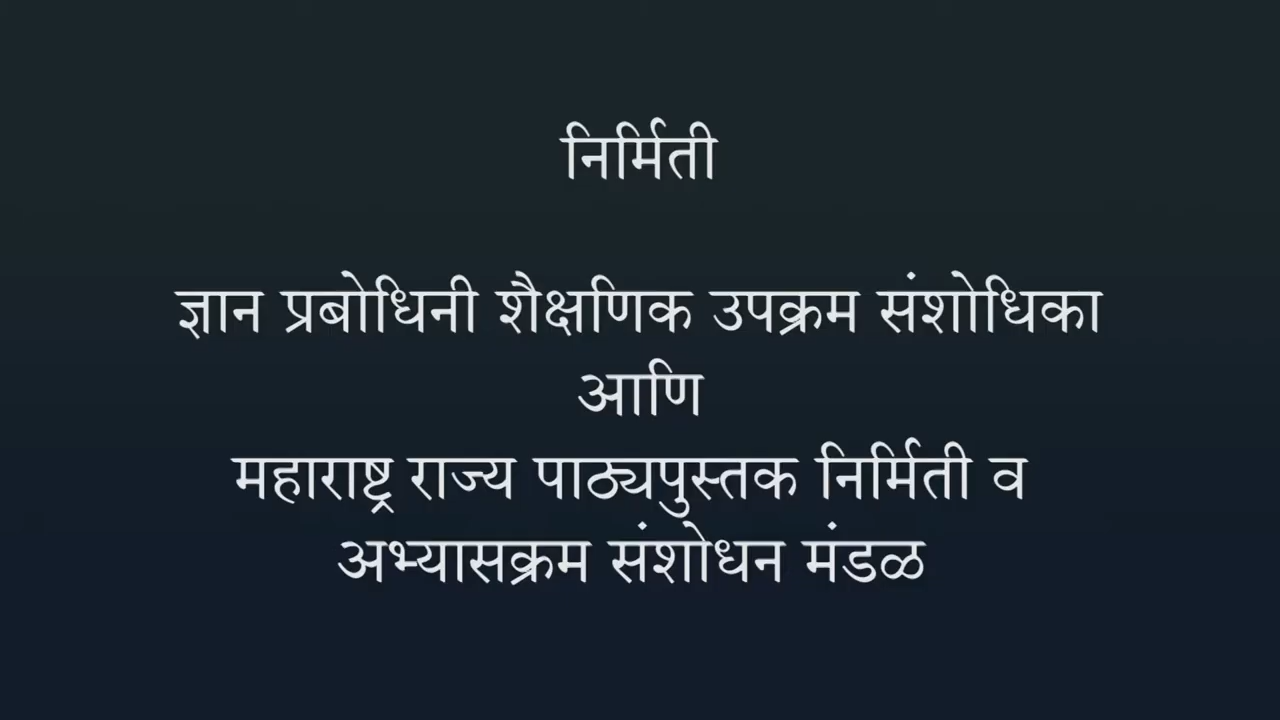 निर्मिती
ज्ञान प्रबोधिनी शैक्षणिक उपक्रम संशोधिका
आणि
महाराष्ट्र राज्य पाठ्यपुस्तक निर्मिती व
अभ्यासक्रम संशोधन मंडळ